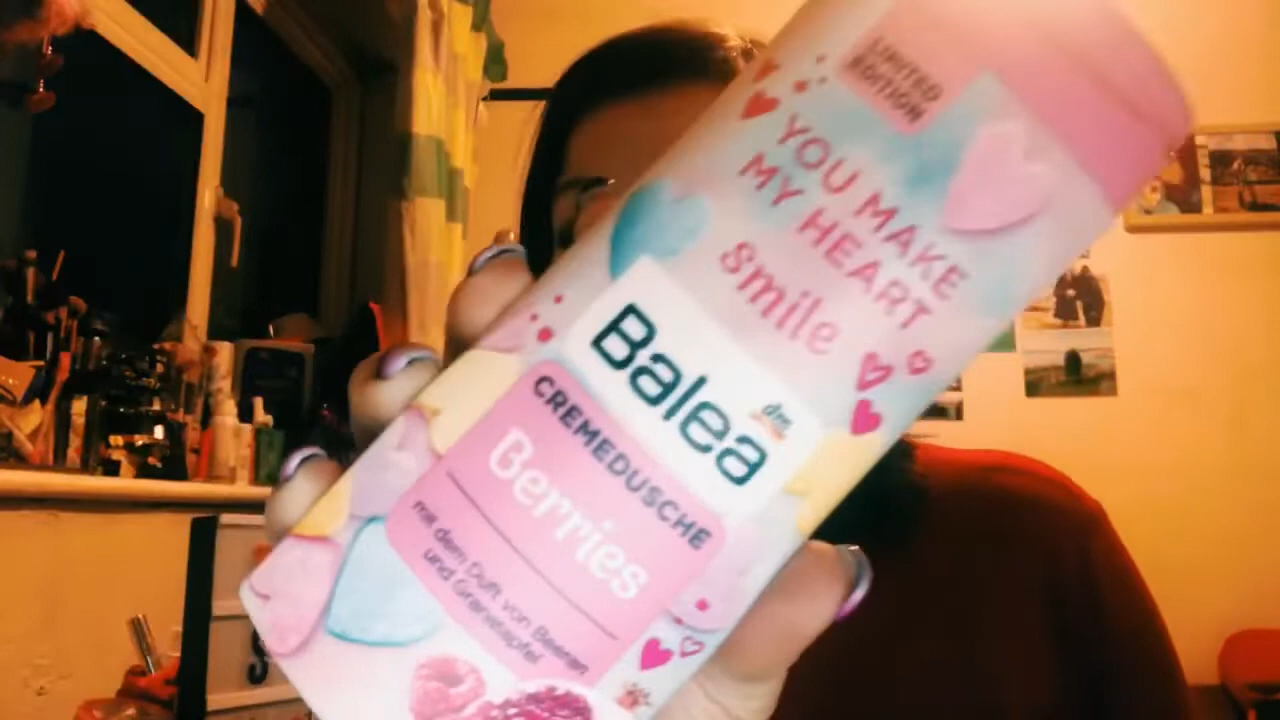 LIMITED
EDITION
YOU MAKE
MY HEART
smile
Balea
dm
CREMEDUSCHE
Berries
mit dem Duft von Beeren
und Granatapfel